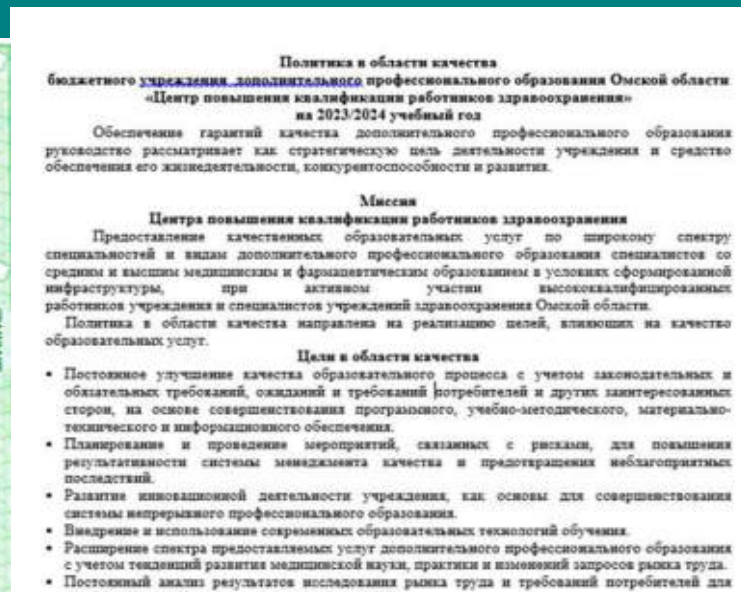 Политика в области качества
бюджетного учреждения дополнительного профессионального образования Омской области
«Центр повышения квалификации работников здравоохранения»
на 2023/2024 учебный год
Обеспечение гарантий качества дополнительного профессионального образования
руководство рассматривает как стратегическую цель деятельности учреждения и средство
обеспечения его жизнедеятельности, конкурентоспособности и развития.
Миссия
Центра повышения квалификации работников здравоохранения
Предоставление качественных образовательных услуг по широкому спектру
специальностей и видам дополнительного профессионального образования специалистов со
средним и высшим медицинским и фармацевтическим образованием в условиях сформированной
инфраструктуры, при активном участии высококвалифицированных
работников учреждения и специалистов учреждений здравоохранения Омской области.
Политика в области качества направлена на реализацию целей, влияющих на качество
образовательных услуг.
Цели в области качества
• Постоянное улучшение качества образовательного процесса с учетом законодательных и
обязательных требований, ожиданий и требований потребителей и других заинтересованных
сторон, на основе совершенствования программного, учебно-методического, материально-
технического и информационного обеспечения.
• Планирование и проведение мероприятий, связанных с рисками, для повышения
результативности системы менеджмента качества и предотвращения неблагоприятных
последствий.
• Развитие инновационной деятельности учреждения, как основы для совершенствования
системы непрерывного профессионального образования.
• Внедрение и использование современных образовательных технологий обучения.
• Расширение спектра предоставляемых услуг дополнительного профессионального образования
с учетом тенденций развития медицинской науки, практики и изменений запросов рынка труда.
• Постоянный анализ результатов исследования рынка труда и требований потребителей для